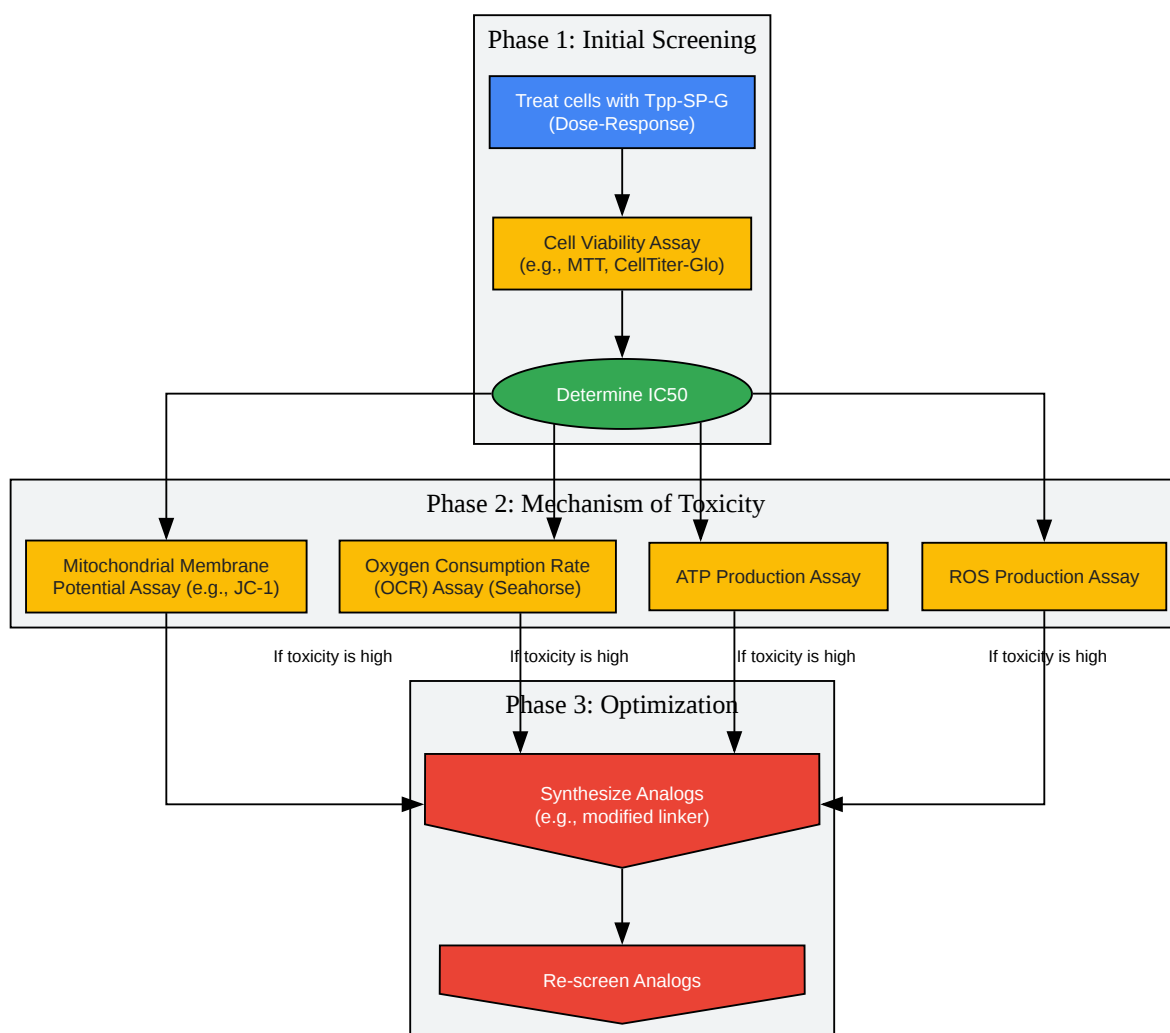 Phase 1: Initial Screening
Treat cells with Tpp-SP-G
(Dose-Response)
Cell Viability Assay
(e.g., MTT, CellTiter-Glo)
Determine IC50
Phase 2: Mechanism of Toxicity
Mitochondrial Membrane
Potential Assay (e.g., JC-1)
Oxygen Consumption Rate
(OCR) Assay (Seahorse)
ATP Production Assay
ROS Production Assay
If toxicity is high
If toxicity is high
If toxicity is high
If toxicity is high
Phase 3: Optimization
Synthesize Analogs
(e.g., modified linker)
Re-screen Analogs